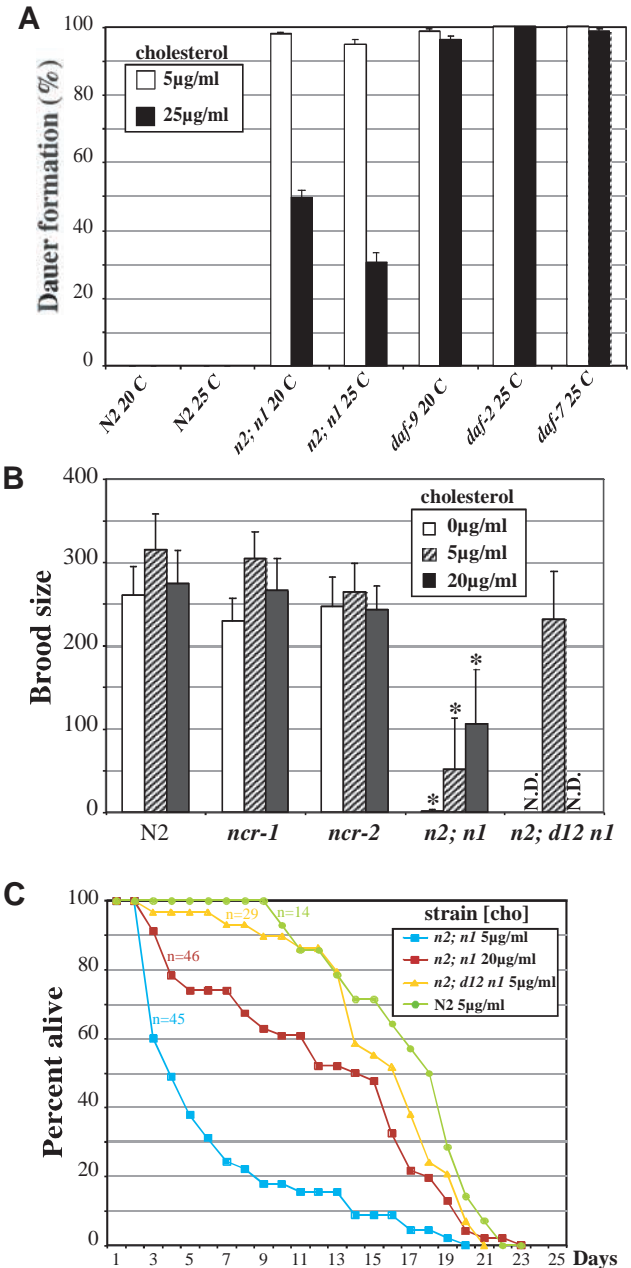 A
Dauer formation (%)
100
80
60
40
20
0
cholesterol
5µg/ml
25µg/ml
N2 20 C
N2 25 C
n2; n1 20 C
n2; n1 25 C
daf-9 20 C
daf-2 25 C
daf-7 25 C
B
Brood size
400
300
200
100
0
cholesterol
0µg/ml
5µg/ml
20µg/ml
*
*
*
N.D.
N.D.
N2
ncr-1
ncr-2
n2; n1
n2; d12 n1
C
Percent alive
100
80
60
40
20
0
n=29
n=14
n=46
n=45
strain [cho]
n2; n1 5µg/ml
n2; n1 20µg/ml
n2; d12 n1 5µg/ml
N2 5µg/ml
1 3 5 7 9 11 13 15 17 19 21 23 25 Days